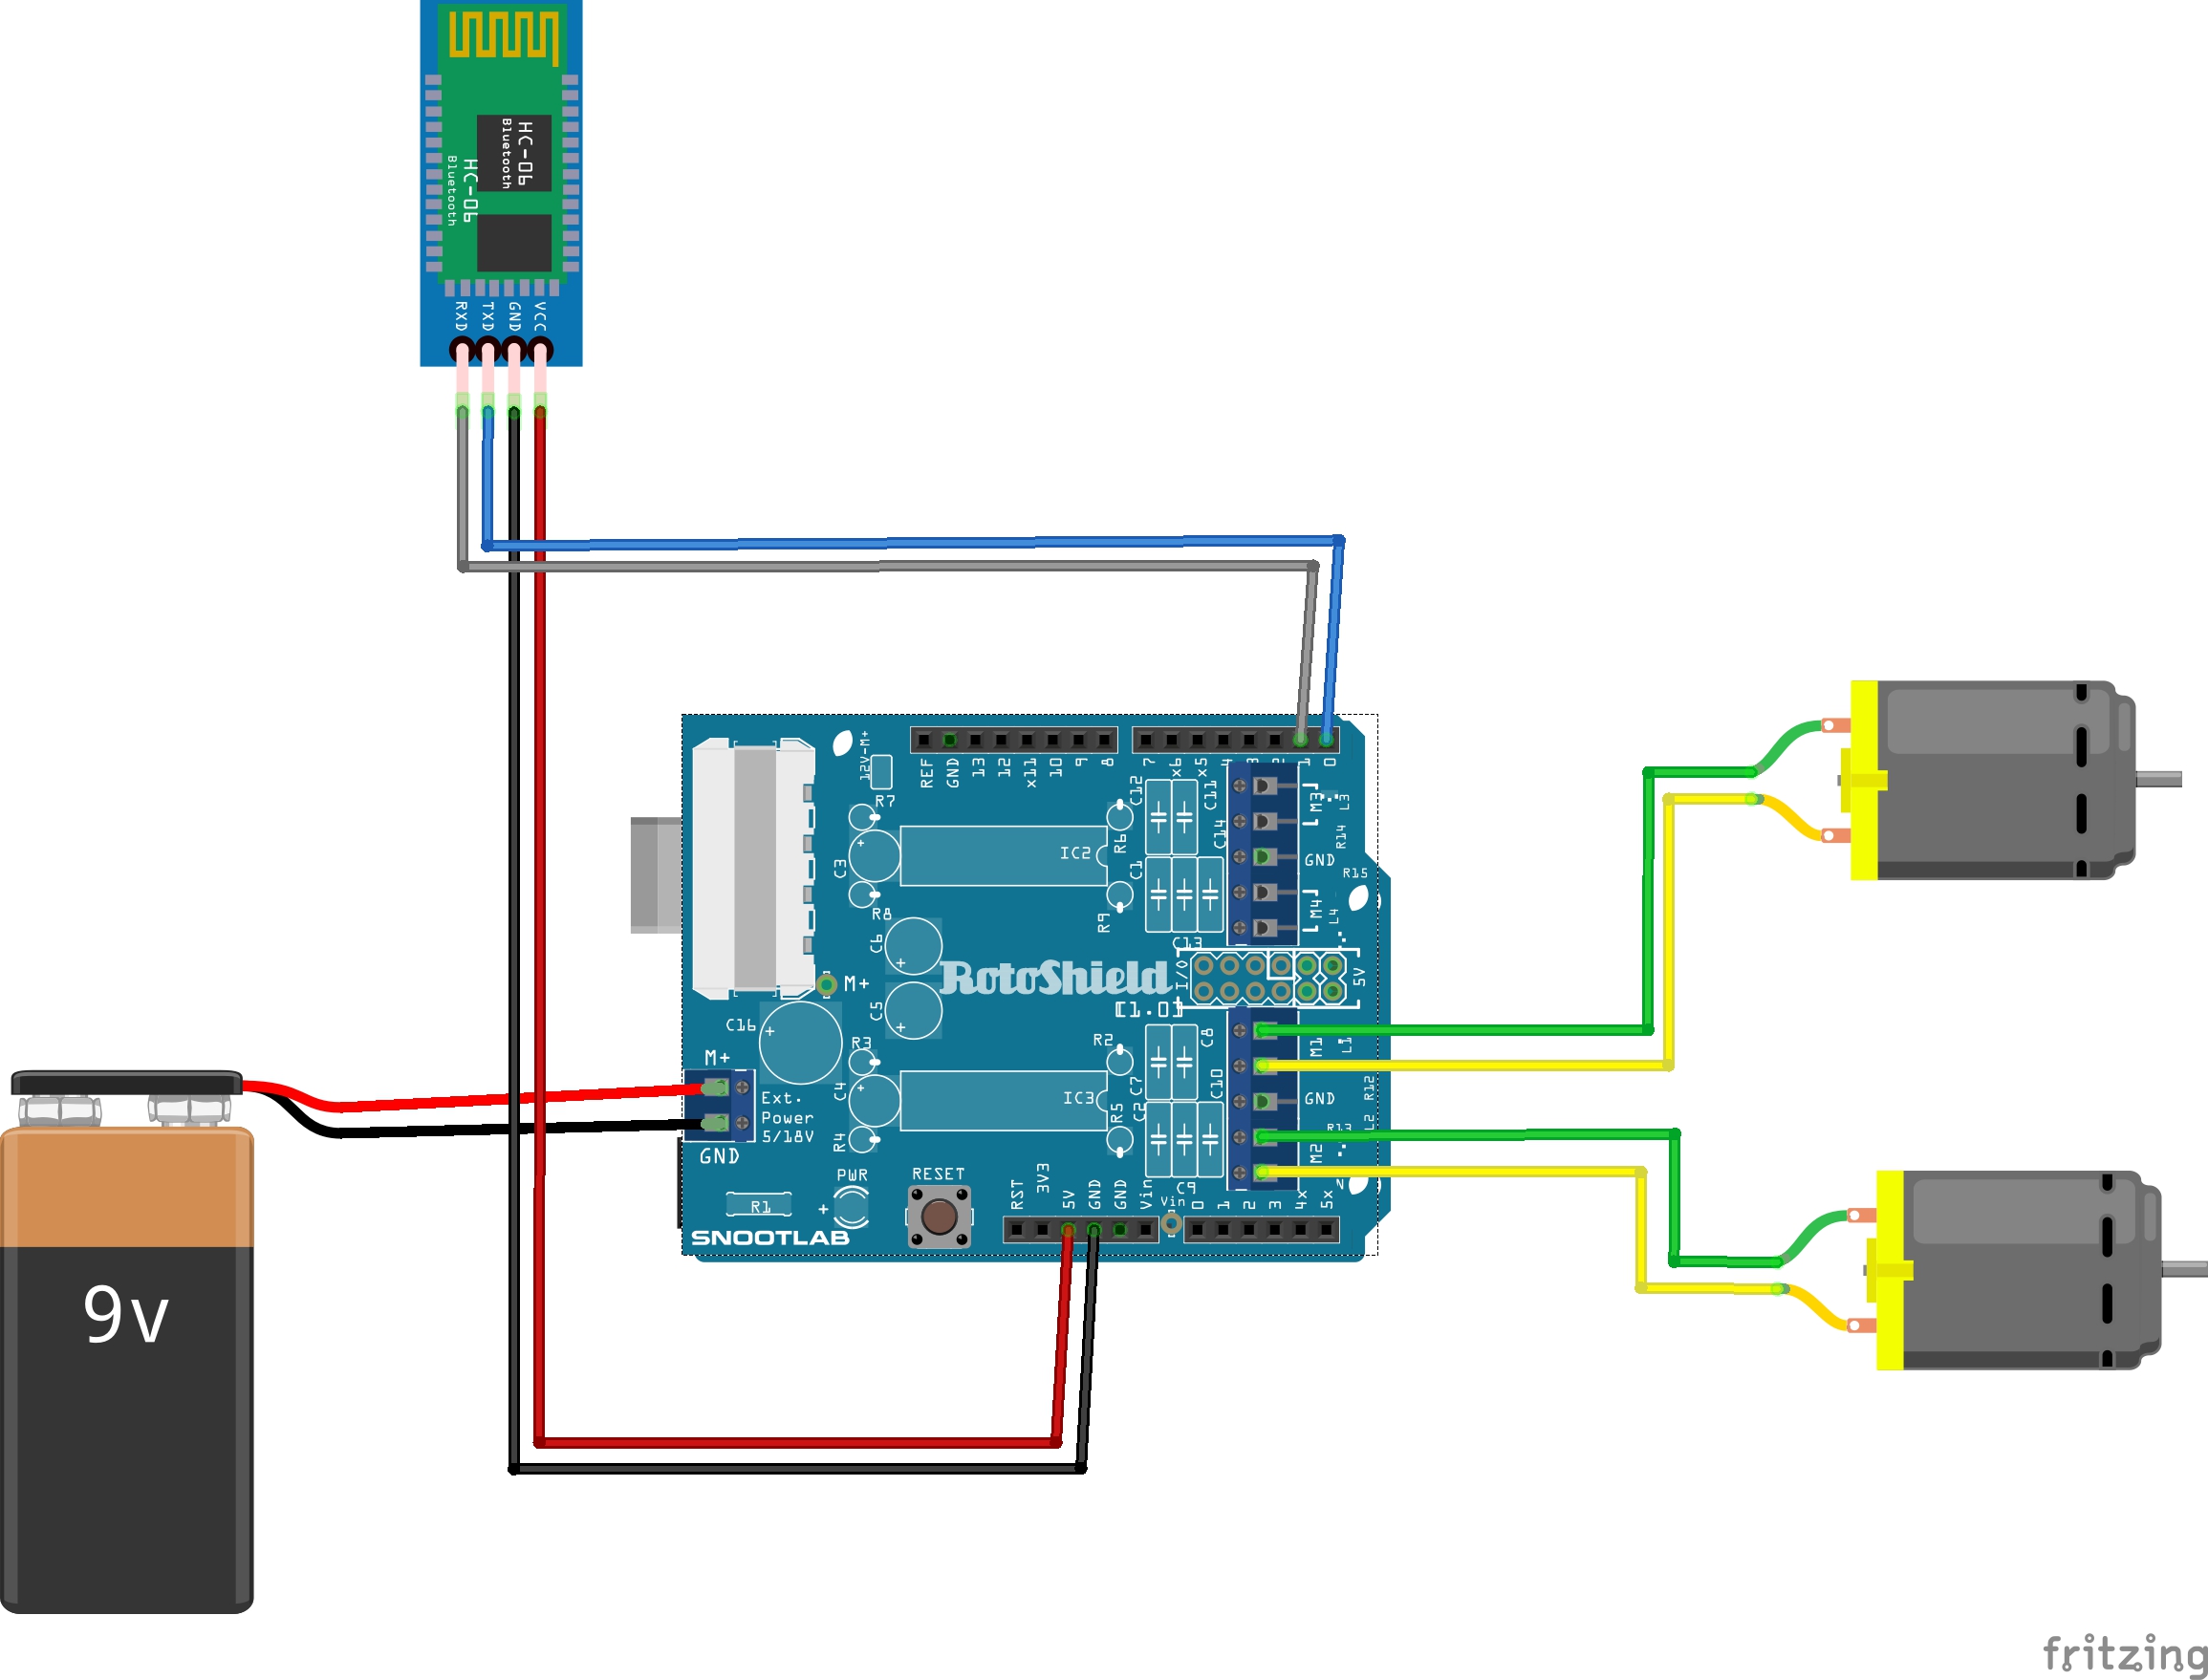 HC-06
Bluetooth
HC-06
Bluetooth
RXD
TXD
GND
VCC
12V-M+
REF
GND
13
12
x11
10
9
8
7
x6
x5
4
1
0
R7
C12
C11
M3
L3
C3
IC2
R6
C14
R14
GND
C1
R15
R8
R9
M4
L4
C6
C13
M+
RotoShield
I/O
5V
C5
[1.0]
C16
R3
R2
C8
M1
L1
M+
C4
IC3
C7
C10
R12
Ext.
Power
5/18V
GND
R5
C2
GND
L2
R13
R4
M2
GND
PWR
RESET
RST
3V3
5V
GND
GND
Vin
C9
Vin
N
0
1
2
3
4x
5x
R1
+
SNOOTLAB
9v
fritzing